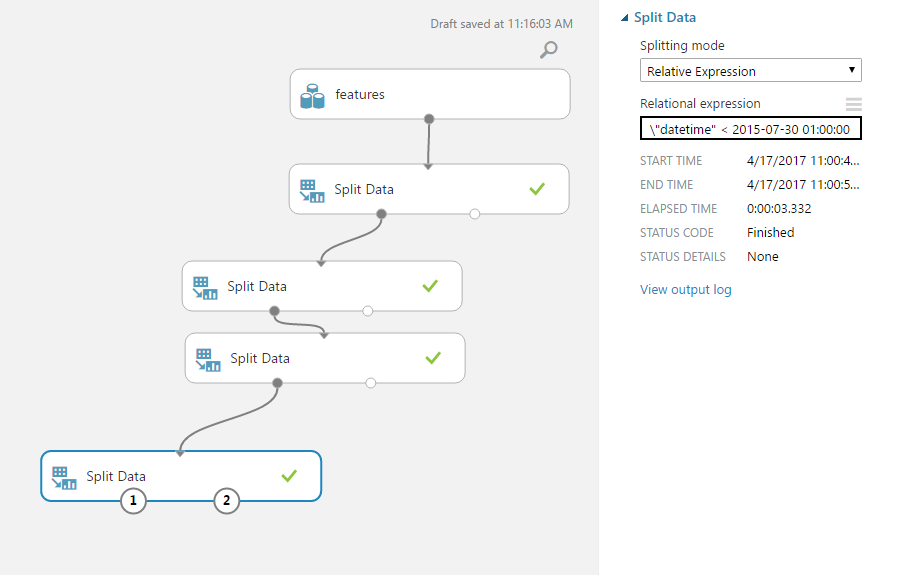 Draft saved at 11:16:03 AM
features
Split Data
Split Data
Split Data
Split Data
1
2
Split Data
Splitting mode
Relative Expression
Relational expression
\"datetime" < 2015-07-30 01:00:00
START TIME 4/17/2017 11:00:4...
END TIME 4/17/2017 11:00:5...
ELAPSED TIME 0:00:03.332
STATUS CODE Finished
STATUS DETAILS None
View output log